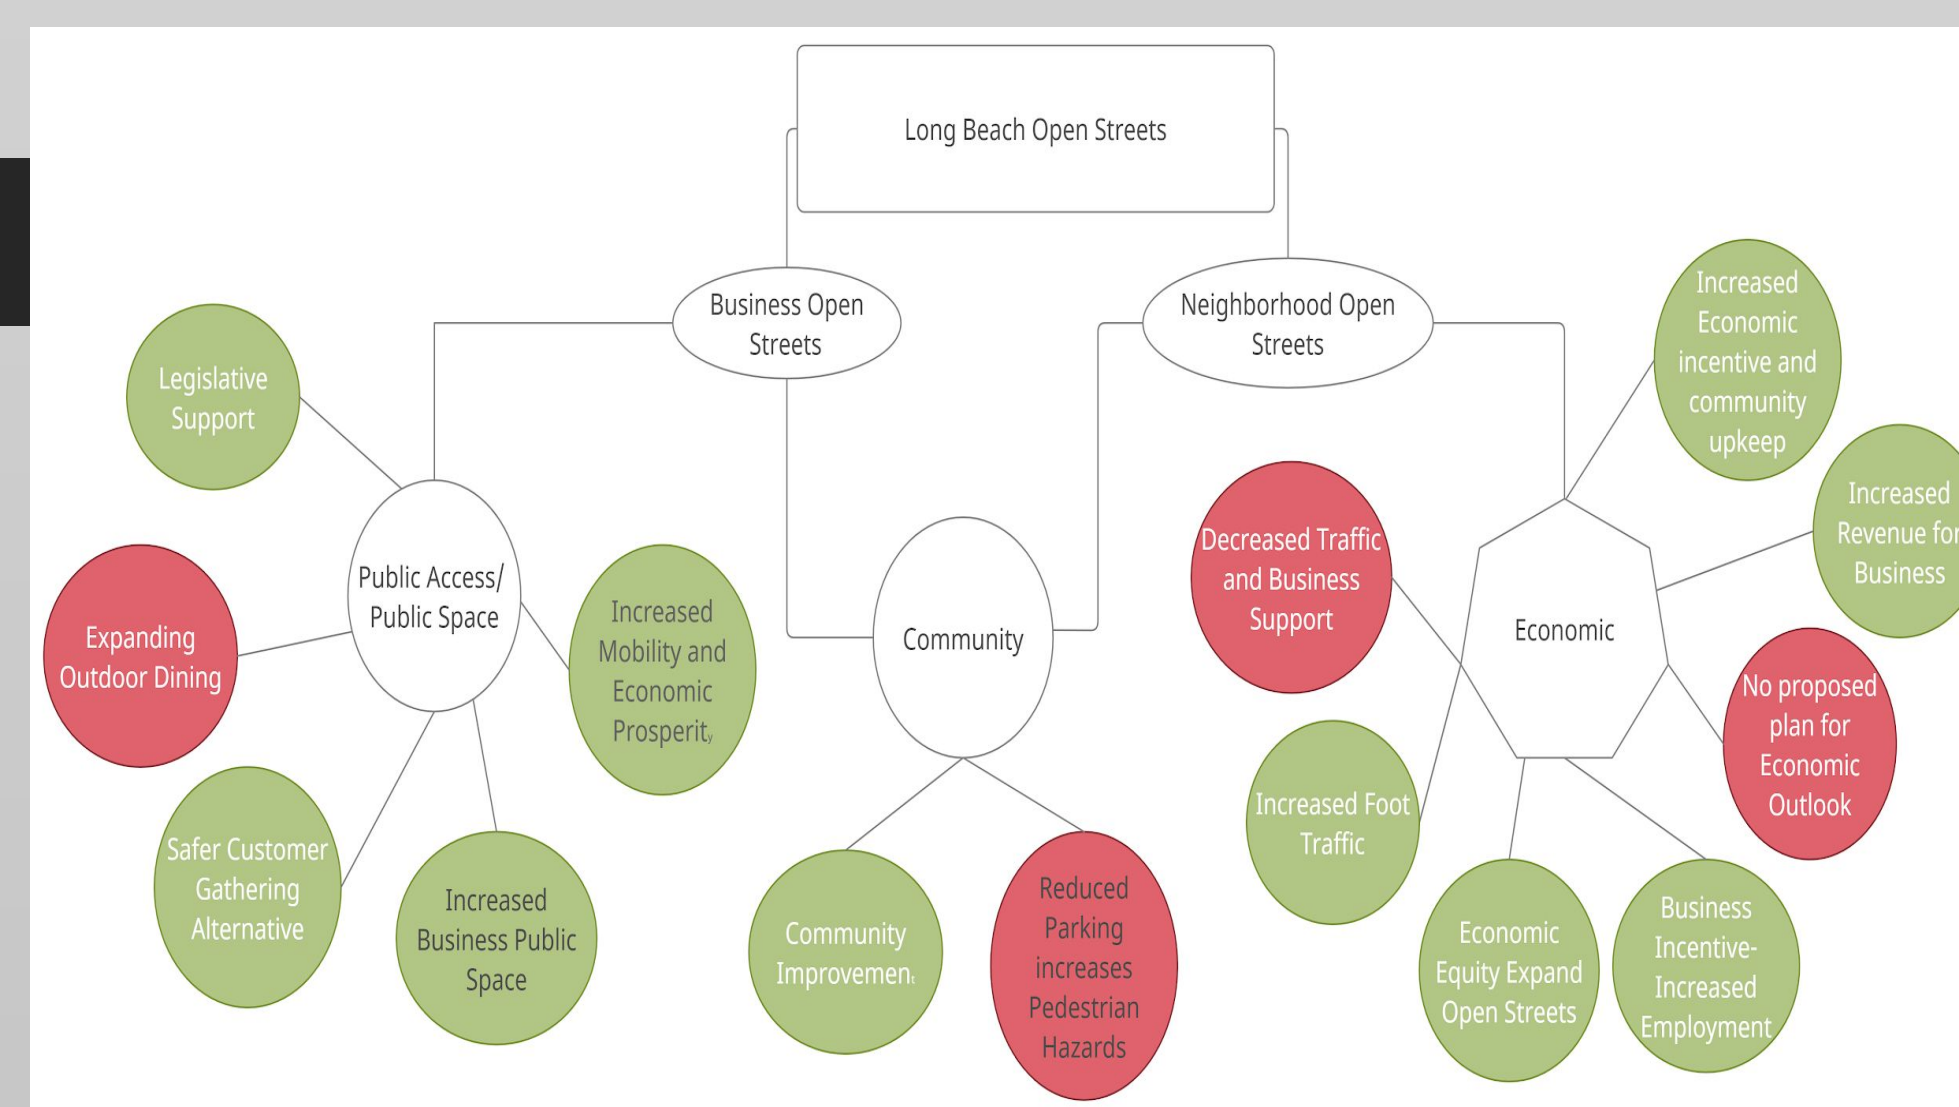 Long Beach Open Streets
Business Open
Streets
Neighborhood Open
Streets
Increased
Economic
incentive and
community
upkeep
Legislative
Support
Increased
Revenue for
Business
Decreased Traffic
and Business
Support
Public Access/
Public Space
Increased
Mobility and
Economic
Prosperity
Community
Economic
Expanding
Outdoor Dining
No proposed
plan for
Economic
Outlook
Increased Foot
Traffic
Safer Customer
Gathering
Alternative
Increased
Business Public
Space
Community
Improvement
Reduced
Parking
increases
Pedestrian
Hazards
Economic
Equity Expand
Open Streets
Business
Incentive-
Increased
Employment